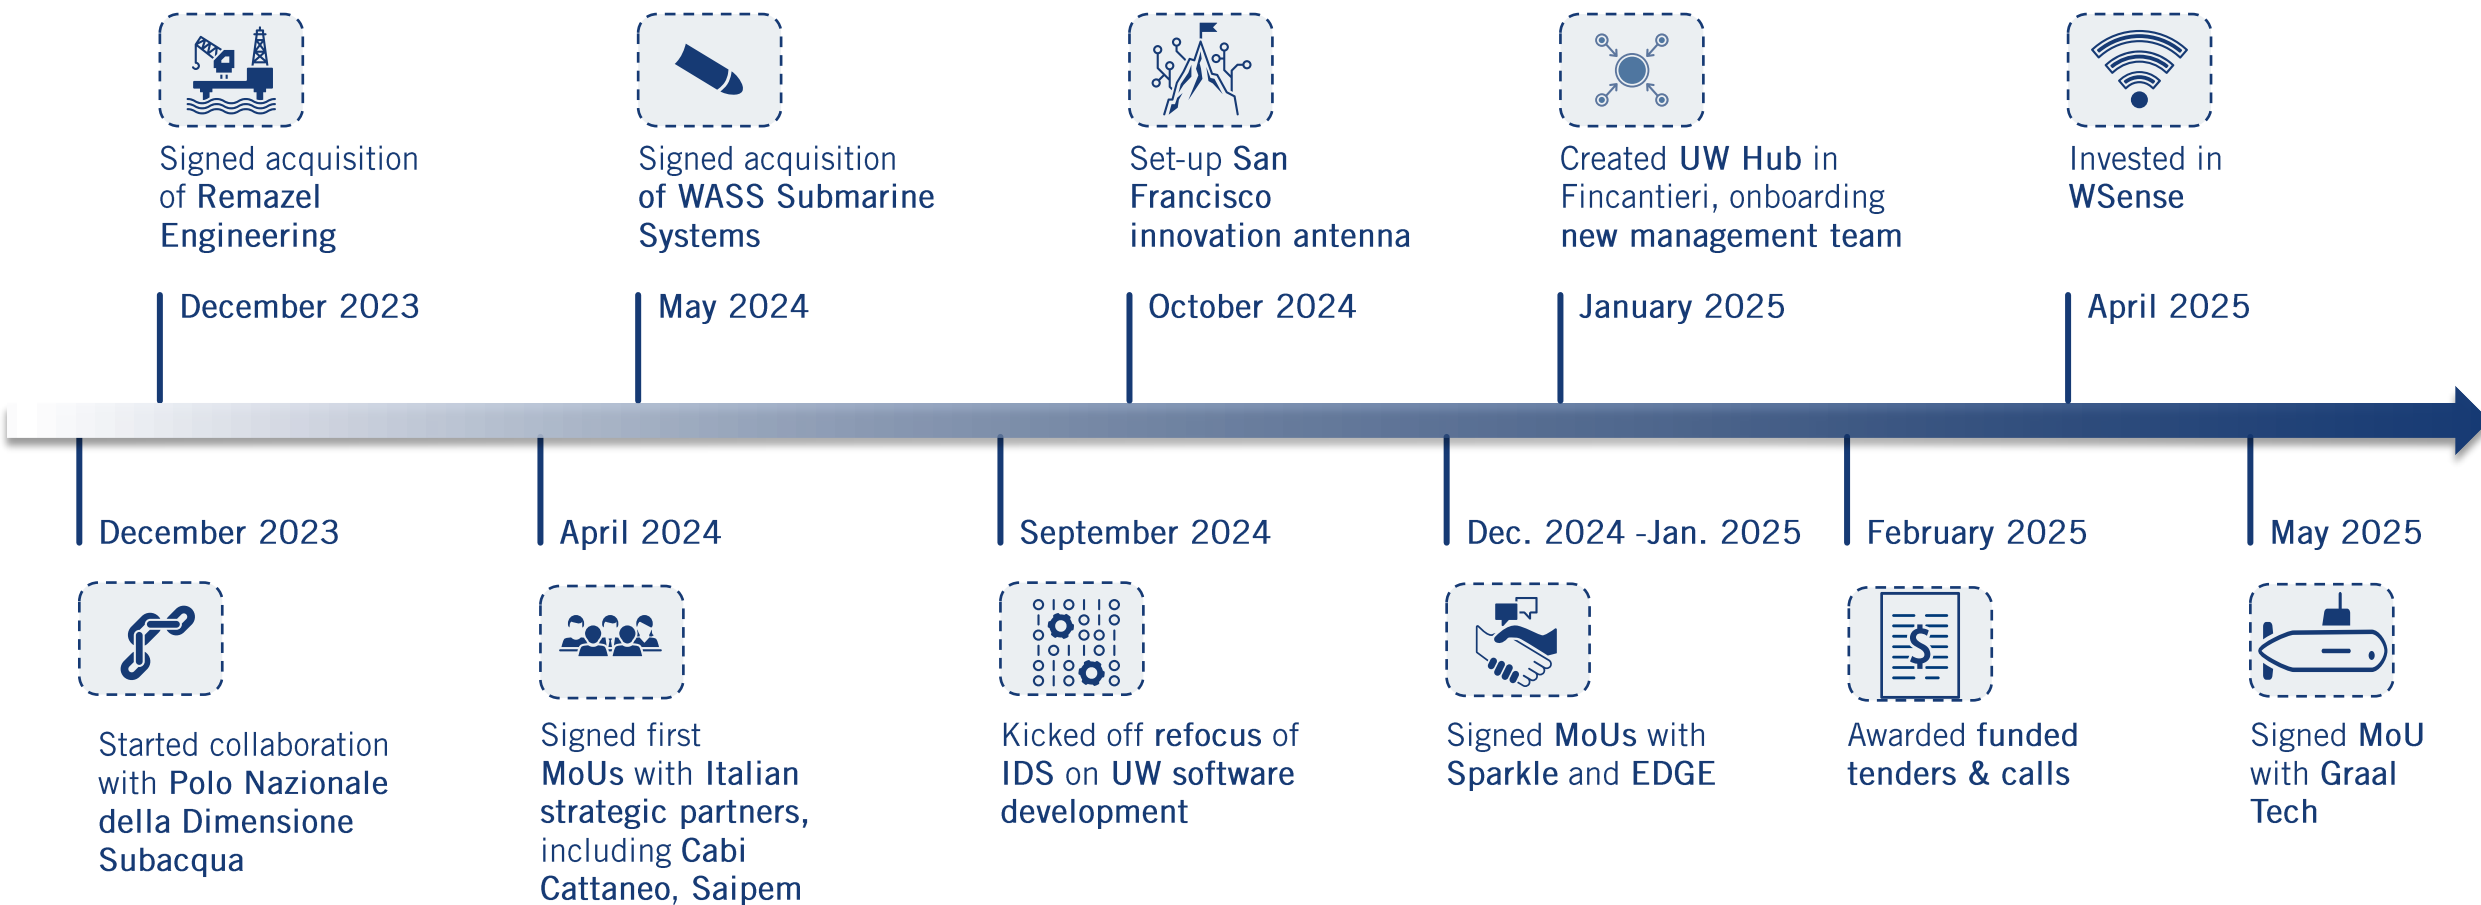 Signed acquisition
of Remazel
Engineering
December 2023
Signed acquisition
of WASS Submarine
Systems
May 2024
Set-up San
Francisco
innovation antenna
October 2024
Created UW Hub in
Fincantieri, onboarding
new management team
January 2025
Invested in
WSense
April 2025
December 2023
Started collaboration
with Polo Nazionale
della Dimensione
Subacqua
April 2024
Signed first
MoUs with Italian
strategic partners,
including Cabi
Cattaneo, Saipem
September 2024
Kicked off refocus of
IDS on UW software
development
Dec. 2024 -Jan. 2025
Signed MoUs with
Sparkle and EDGE
February 2025
$
Awarded funded
tenders & calls
May 2025
Signed MoU
with Graal
Tech